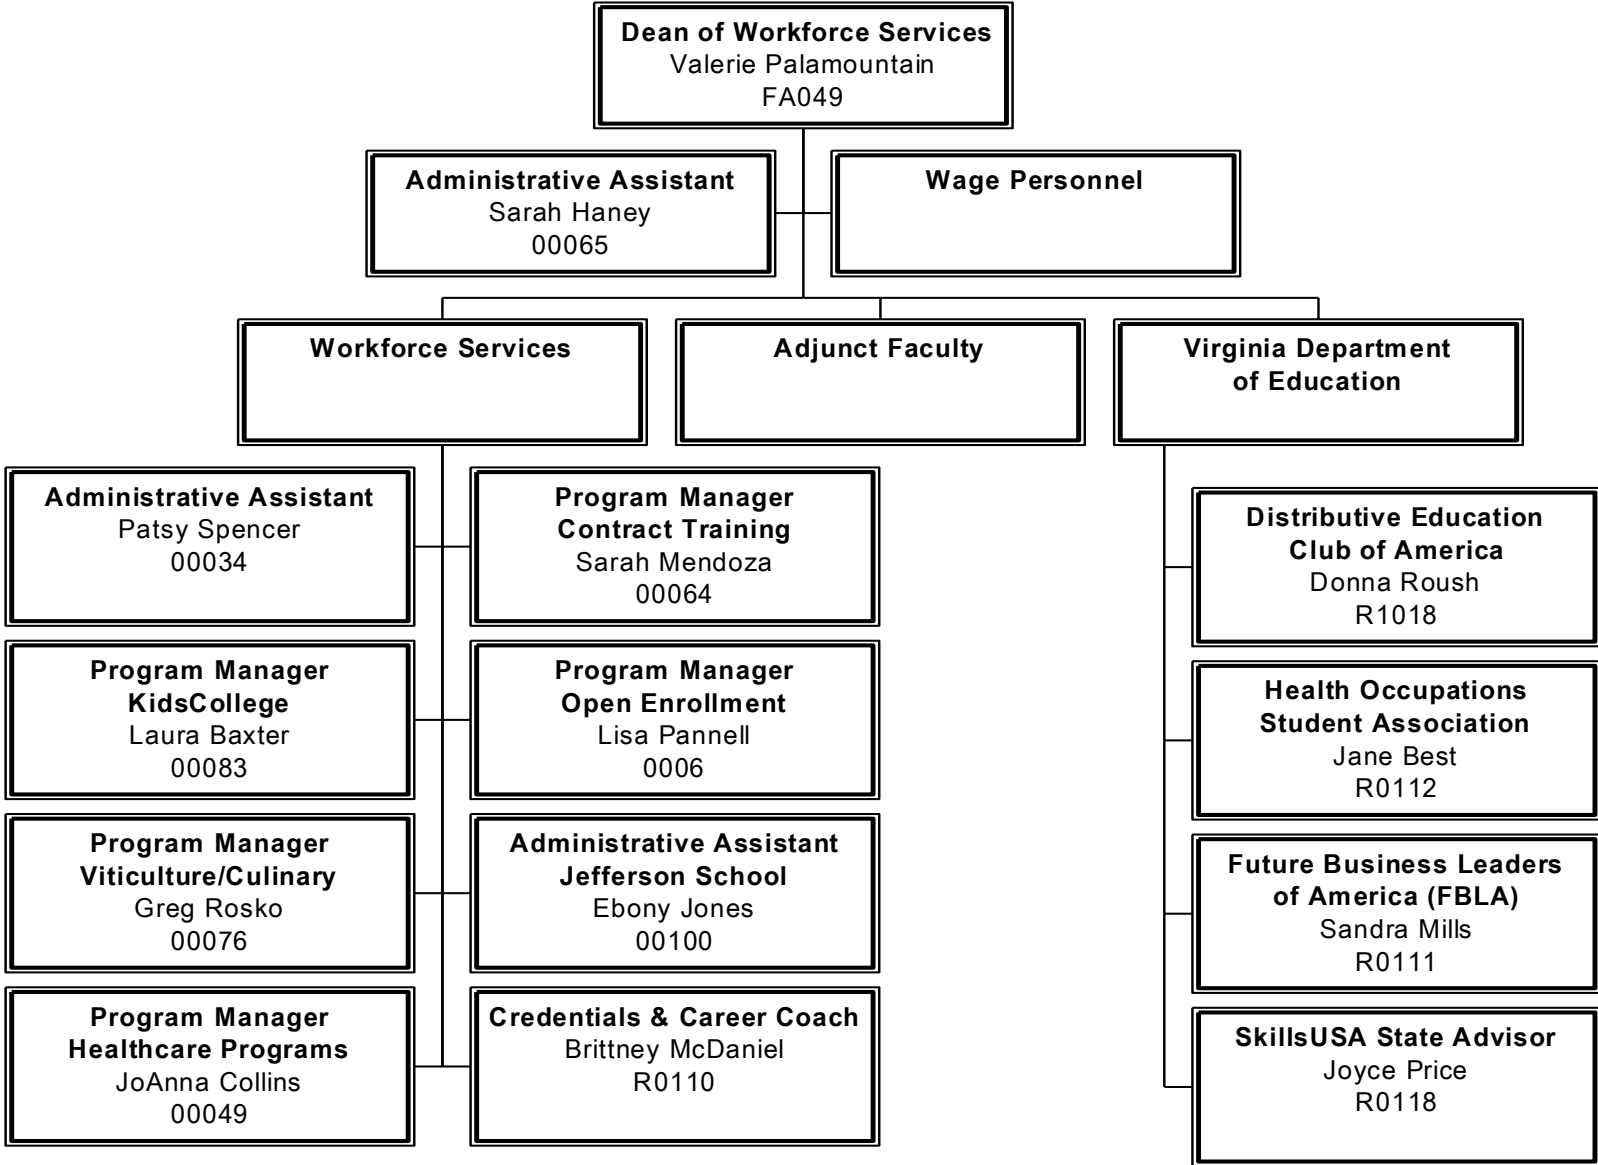 Dean of Workforce Services
Valerie Palamountain
FA049
Administrative Assistant
Sarah Haney
00065
Wage Personnel
Workforce Services
Adjunct Faculty
Virginia Department
of Education
Administrative Assistant
Patsy Spencer
00034
Program Manager
Contract Training
Sarah Mendoza
00064
Program Manager
KidsCollege
Laura Baxter
00083
Program Manager
Open Enrollment
Lisa Pannell
0006
Program Manager
Viticulture/Culinary
Greg Rosko
00076
Administrative Assistant
Jefferson School
Ebony Jones
00100
Program Manager
Healthcare Programs
JoAnna Collins
00049
Credentials & Career Coach
Brittney McDaniel
R0110
Distributive Education
Club of America
Donna Roush
R1018
Health Occupations
Student Association
Jane Best
R0112
Future Business Leaders
of America (FBLA)
Sandra Mills
R0111
SkillsUSA State Advisor
Joyce Price
R0118